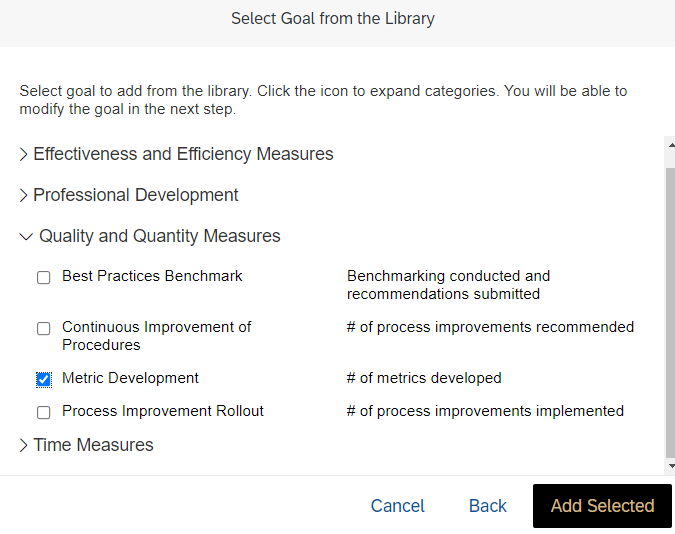 Select Goal from the Library
Select goal to add from the library. Click the icon to expand categories. You will be able to
modify the goal in the next step.
Effectiveness and Efficiency Measures
Professional Development
Quality and Quantity Measures
Best Practices Benchmark
Benchmarking conducted and
recommendations submitted
Continuous Improvement of
Procedures
# of process improvements recommended
Metric Development
# of metrics developed
Process Improvement Rollout
# of process improvements implemented
Time Measures
Cancel
Back
Add Selected